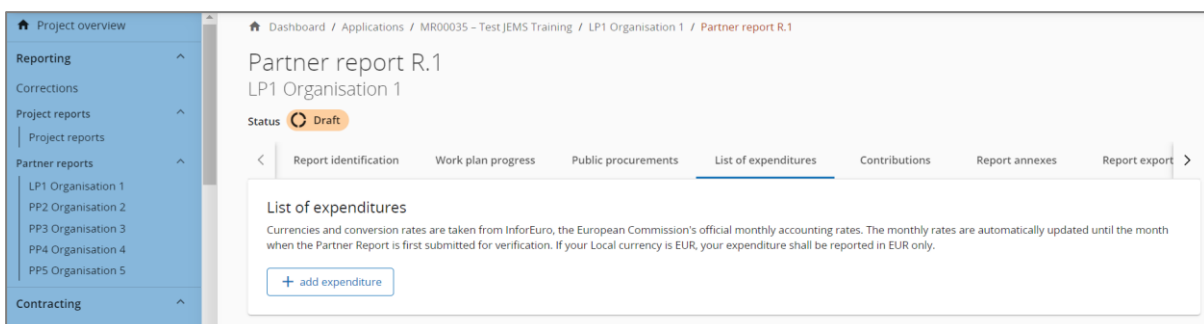 Project overview
Reporting
Corrections
Project reports
Project reports
Partner reports
LP1 Organisation 1
PP2 Organisation 2
PP3 Organisation 3
PP4 Organisation 4
PP5 Organisation 5
Contracting
Dashboard / Applications / MR00035 – Test JEMS Training / LP1 Organisation 1 / Partner report R.1
Partner report R.1
LP1 Organisation 1
Status Draft
Report identification Work plan progress Public procurements List of expenditures Contributions Report annexes Report export
List of expenditures
Currencies and conversion rates are taken from InforEuro, the European Commission's official monthly accounting rates. The monthly rates are automatically updated until the month
when the Partner Report is first submitted for verification. If your Local currency is EUR, your expenditure shall be reported in EUR only.
+ add expenditure